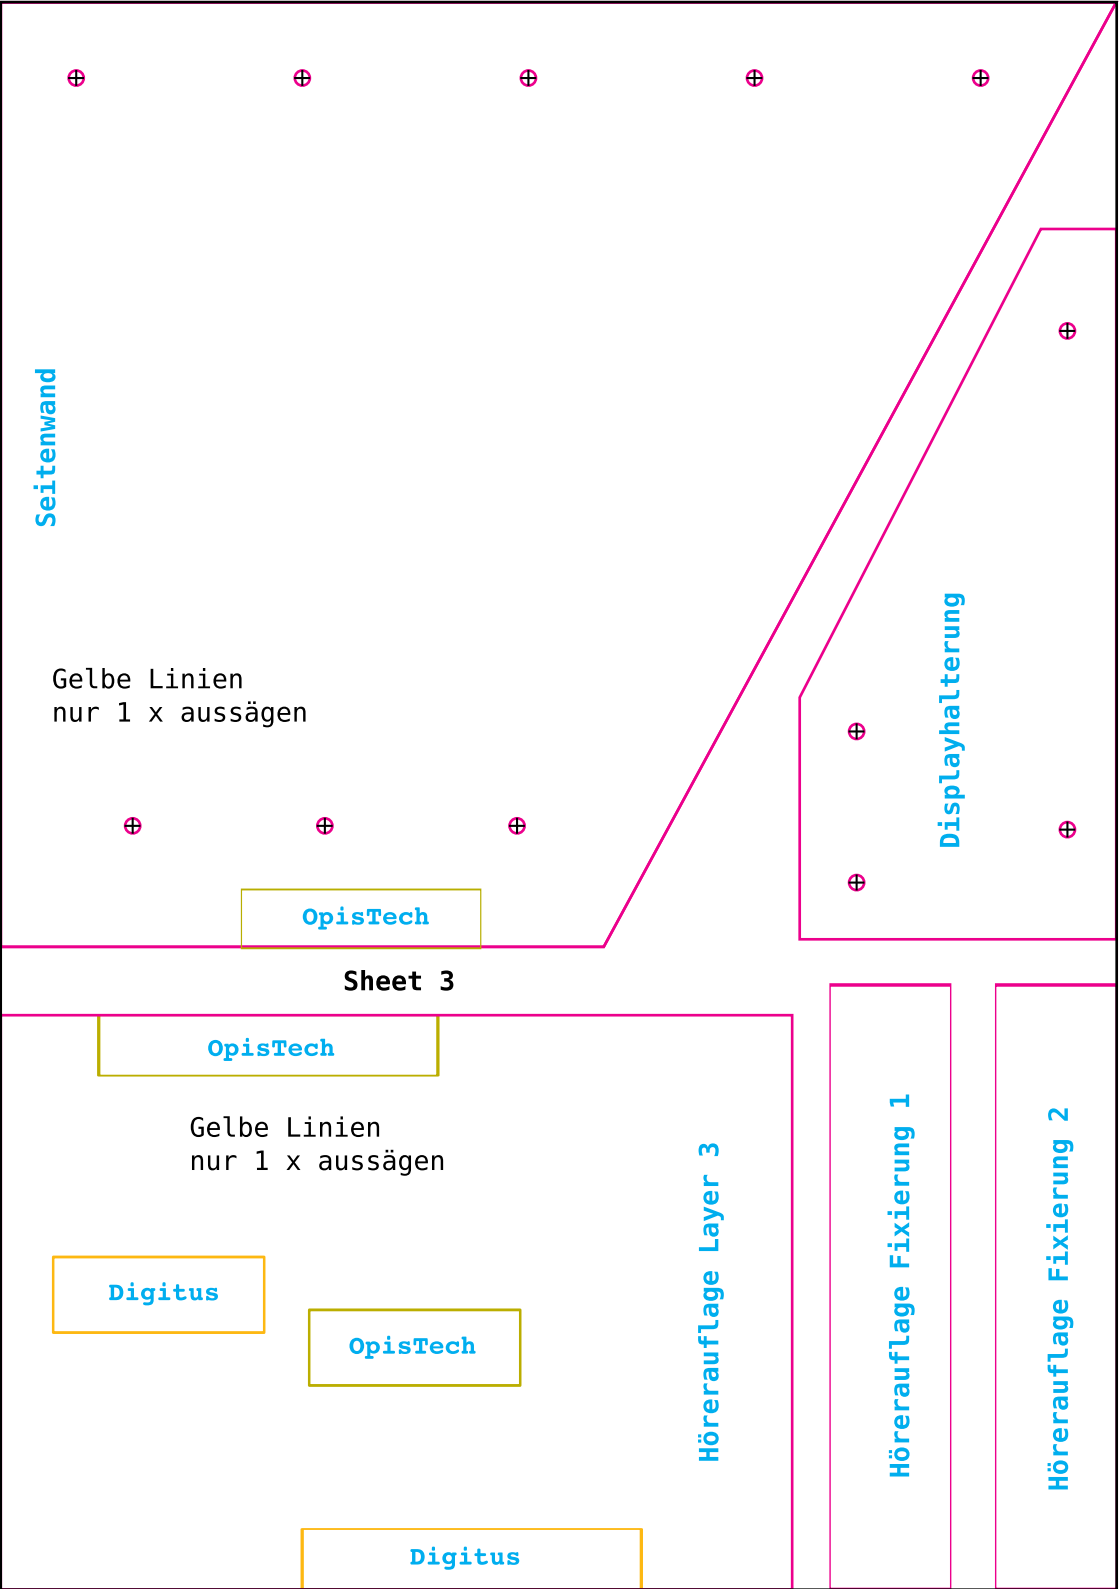 Seitenwand
Gelbe Linien
nur 1 x aussägen
Displayhalterung
OpisTech
Sheet 3
OpisTech
Gelbe Linien
nur 1 x aussägen
Digitus
OpisTech
Digitus
Hörerauflage Layer 3
Hörerauflage Fixierung 1
Hörerauflage Fixierung 2